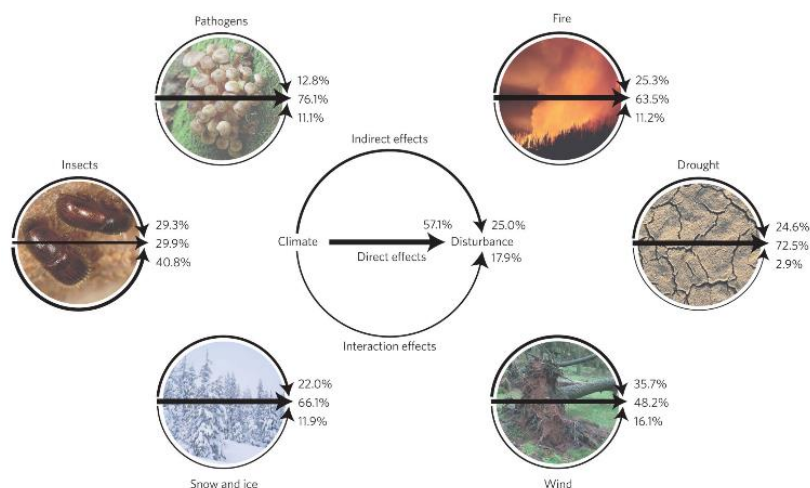 Pathogens
12.8%
76.1%
11.1%
Fire
25.3%
63.5%
11.2%
Insects
29.3%
29.9%
40.8%
Indirect effects
Climate
57.1%
25.0%
Direct effects
Disturbance
17.9%
Interaction effects
Drought
24.6%
72.5%
2.9%
22.0%
66.1%
11.9%
Snow and ice
35.7%
48.2%
16.1%
Wind